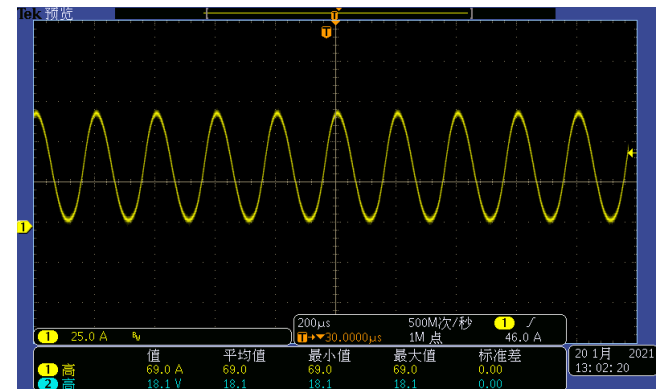 Tek 预览
T
T
1
1 25.0 A
200µs 500M次/秒 1 ∫
T→▼30.0000µs 1M 点 46.0 A
值 平均值 最小值 最大值 标准差
1 高 69.0 A 69.0 69.0 69.0 0.00
2 高 18.1 V 18.1 18.1 18.1 0.00
20 1月 2021
13:02:20